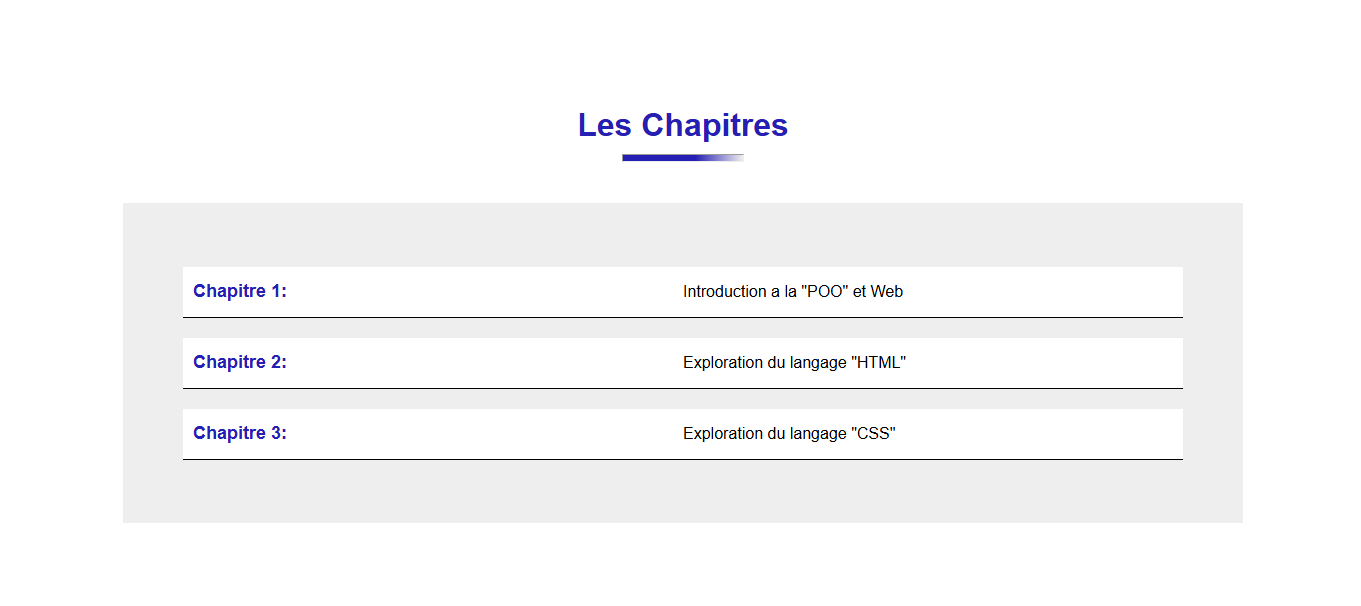 Les Chapitres
Chapitre 1: Introduction a la "POO" et Web
Chapitre 2: Exploration du langage "HTML"
Chapitre 3: Exploration du langage "CSS"